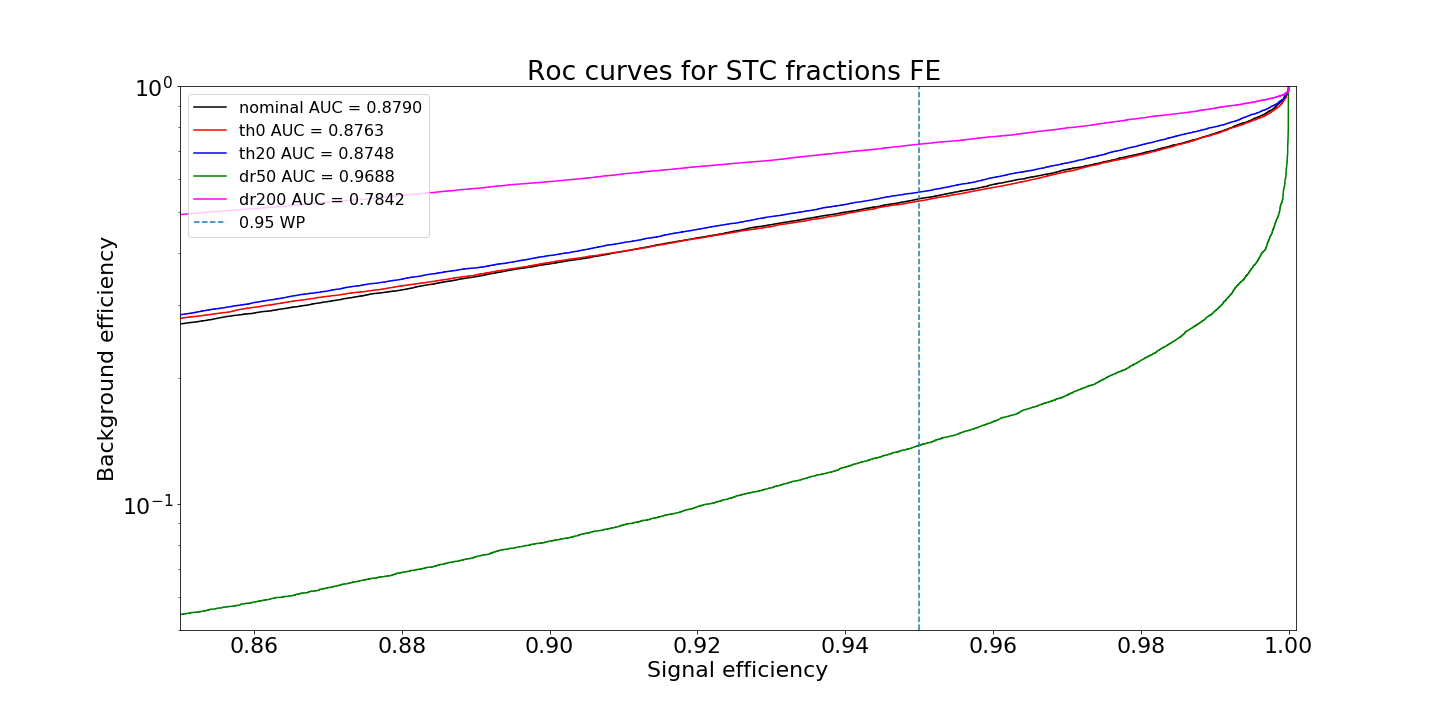 Roc curves for STC fractions FE
10⁰
nominal AUC = 0.8790
th0 AUC = 0.8763
th20 AUC = 0.8748
dr50 AUC = 0.9688
dr200 AUC = 0.7842
0.95 WP
Background efficiency
10⁻¹
0.86 0.88 0.90 0.92 0.94 0.96 0.98 1.00
Signal efficiency